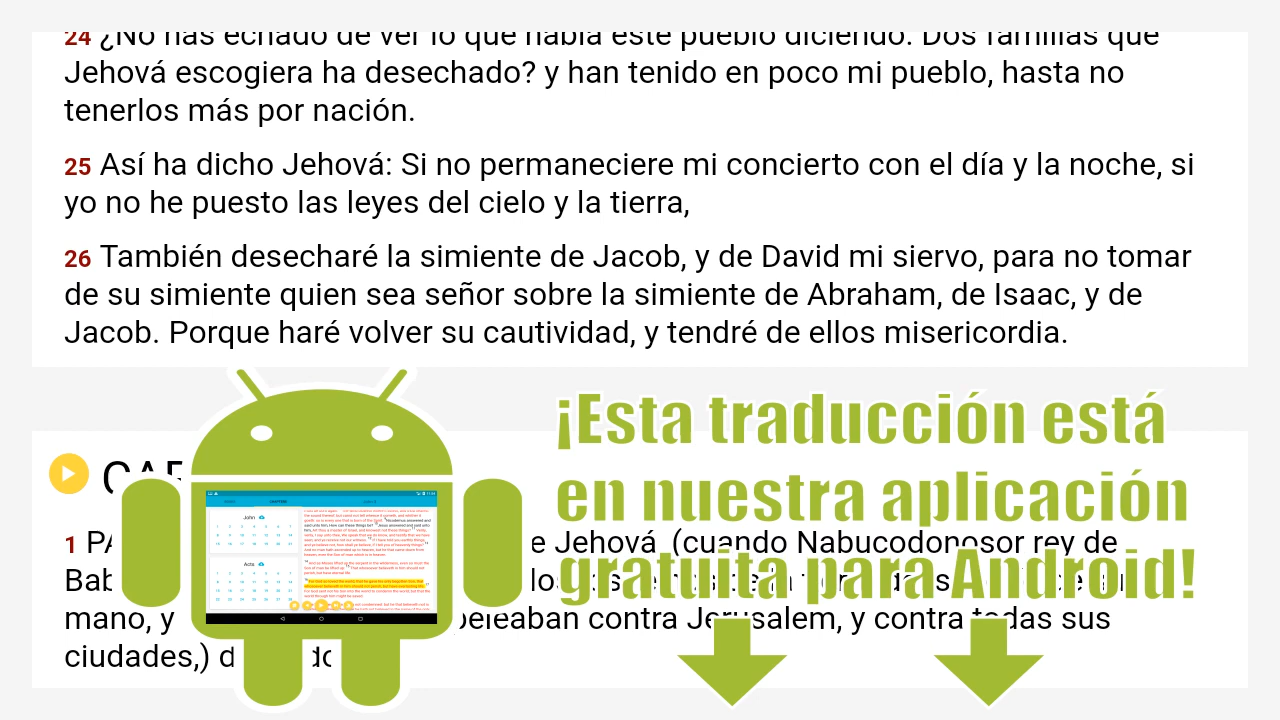 24 ¿No has echado de ver lo que habla este pueblo diciendo: Dos familias que
Jehová escogiera ha desechado? y han tenido en poco mi pueblo, hasta no
tenerlos más por nación.
25 Así ha dicho Jehová: Si no permaneciere mi concierto con el día y la noche, si
yo no he puesto las leyes del cielo y la tierra,
26 También desecharé la simiente de Jacob, y de David mi siervo, para no tomar
de su simiente quien sea señor sobre la simiente de Abraham, de Isaac, y de
Jacob. Porque haré volver su cautividad, y tendré de ellos misericordia.
¡Esta traducción está
en nuestra aplicación
gratuita para Android!
1 e Jehová, (cuando Nabucodonosor rey de
mano, y peleaban contra Jerusalem, y contra todas sus
ciudades,)
John
Acts